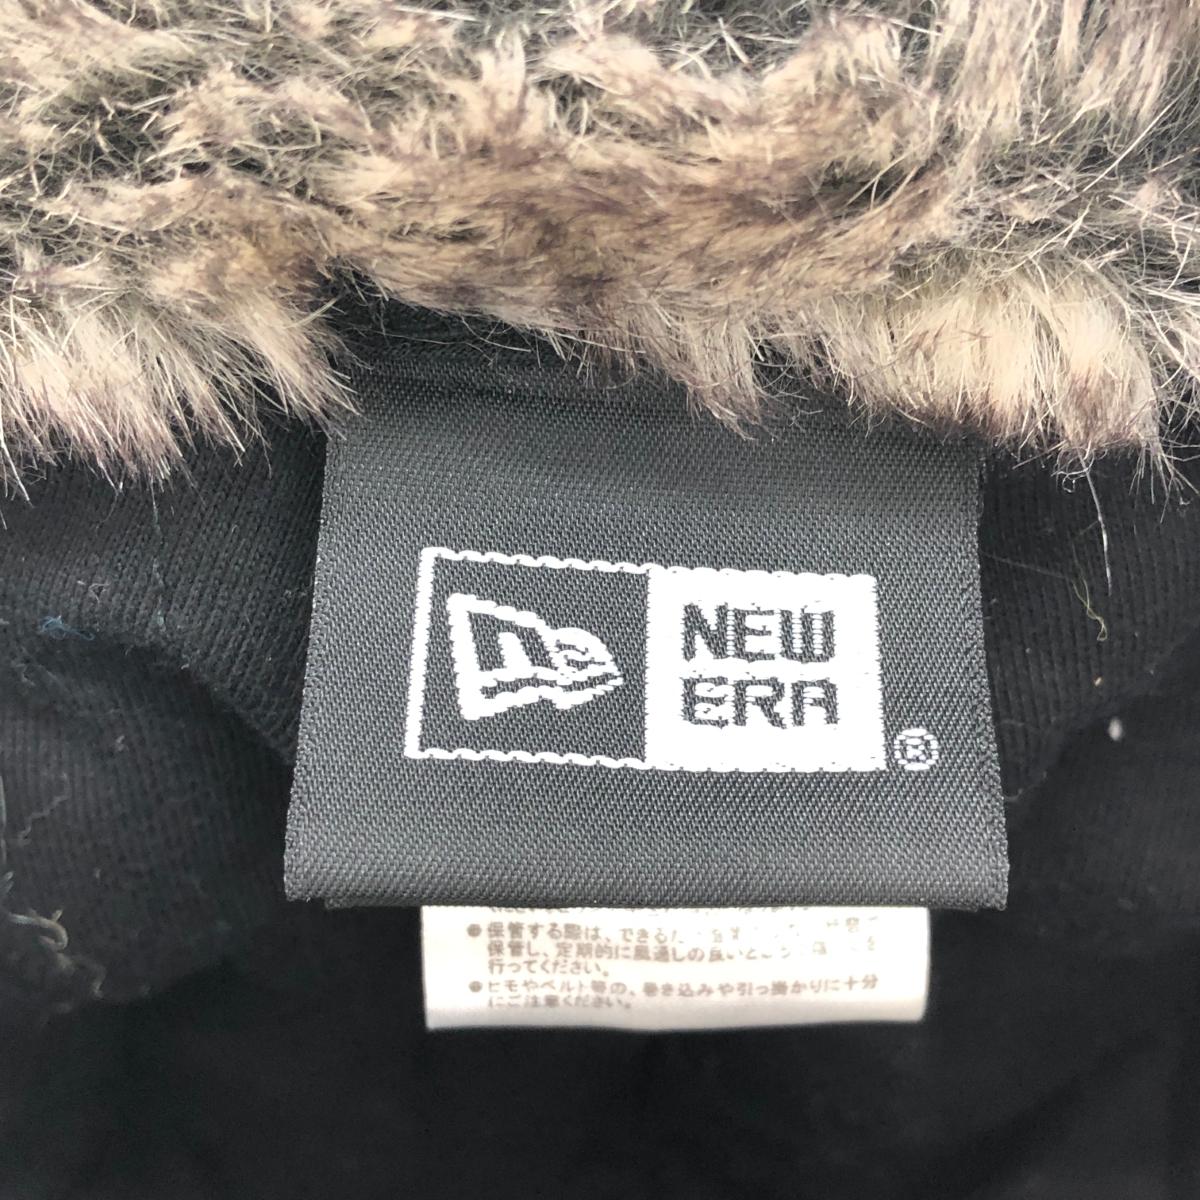 NEW
ERA
®
●保管する際は、できるだ
保管し、定期的に風通しの良いところ
行ってください。
●ヒモやベルト等の、巻き込みや引っ掛かりに十分
にご注意ください。